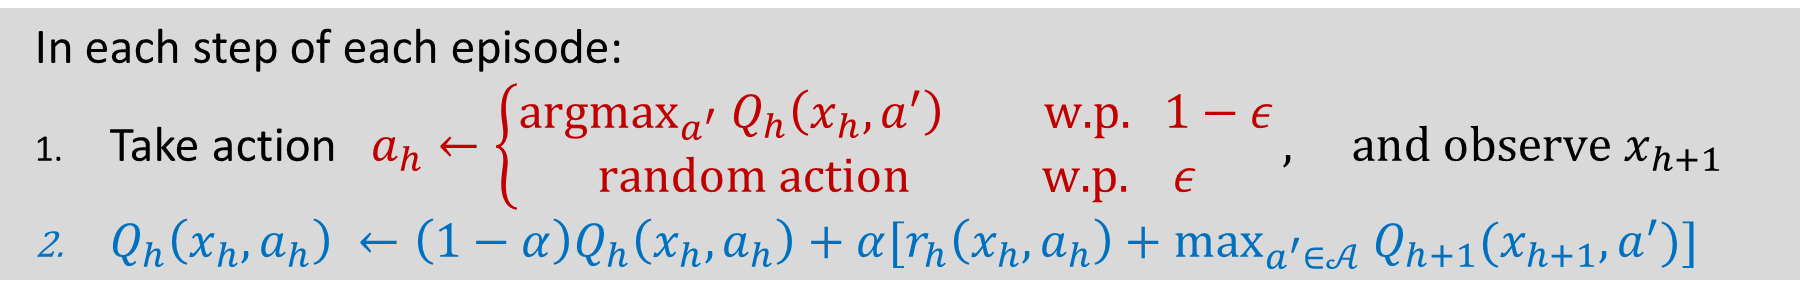 In each step of each episode:
1. Take action a_h ← { argmax_{a′} Q_h(x_h, a′) w.p. 1 − ϵ
random action w.p. ϵ , and observe x_{h+1}
2. Q_h(x_h, a_h) ← (1 − α)Q_h(x_h, a_h) + α[r_h(x_h, a_h) + max_{a′∈𝒜} Q_{h+1}(x_{h+1}, a′)]